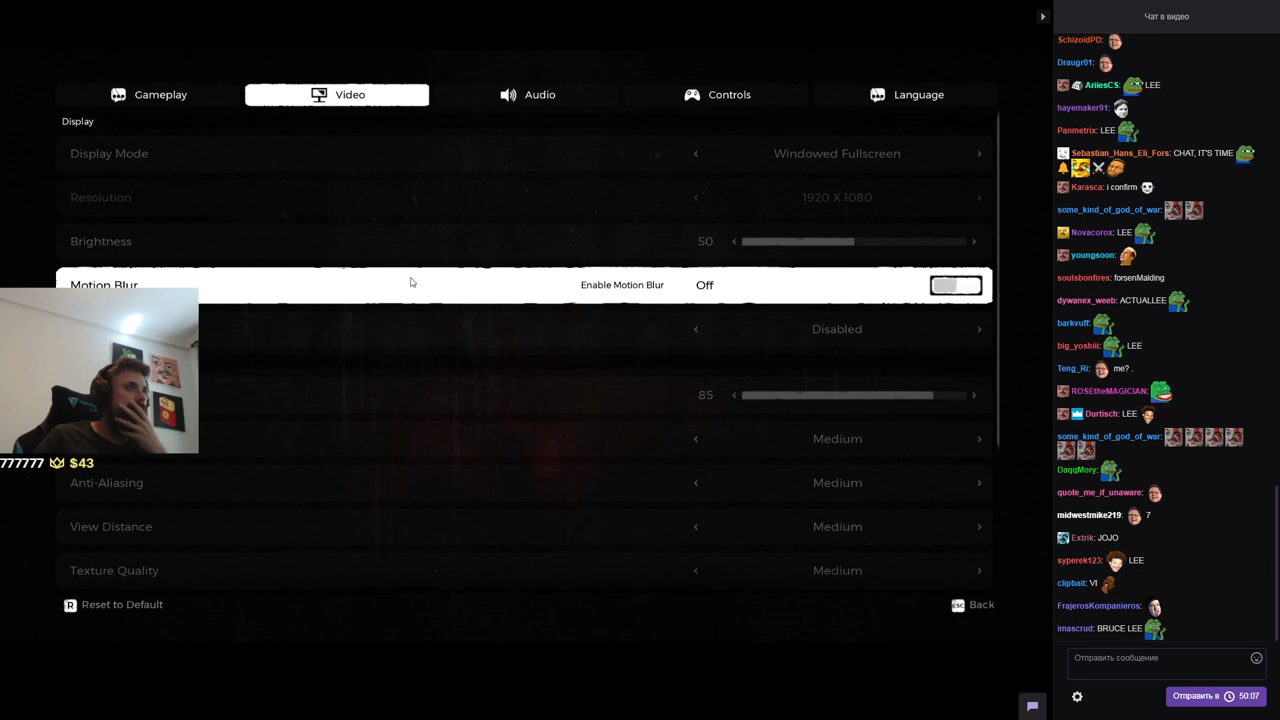 Gameplay
Video
Audio
Controls
Language
Display
Display Mode
Windowed Fullscreen
Resolution
1920 X 1080
Brightness
50
Motion Blur
Enable Motion Blur
Off
Disabled
85
Medium
777777 $43
Anti-Aliasing
Medium
View Distance
Medium
Texture Quality
Medium
R Reset to Default
ESC Back
Чат в видео
SchizoidPD:
Draugr01:
AriiesCS: LEE
hayemaker91:
Panmetrix: LEE
Sebastian_Hans_Eli_Fors: CHAT, IT'S TIME
Karasca: i confirm
some_kind_of_god_of_war:
Novacorox: LEE
youngsoon:
soulsbonfires: forsenMalding
dywanex_weeb: ACTUALLEE
barkvuff:
big_yoshiii: LEE
Teng_Ri: me? .
ROSEtheMAGICIAN:
Durtisch: LEE
some_kind_of_god_of_war:
DaqqMory:
quote_me_if_unaware:
midwestmike219: 7
Extrik: JOJO
syperek123: LEE
clipbait: VI
FrajerosKompanieros:
imascrud: BRUCE LEE
Отправить сообщение
Отправить в 50:07